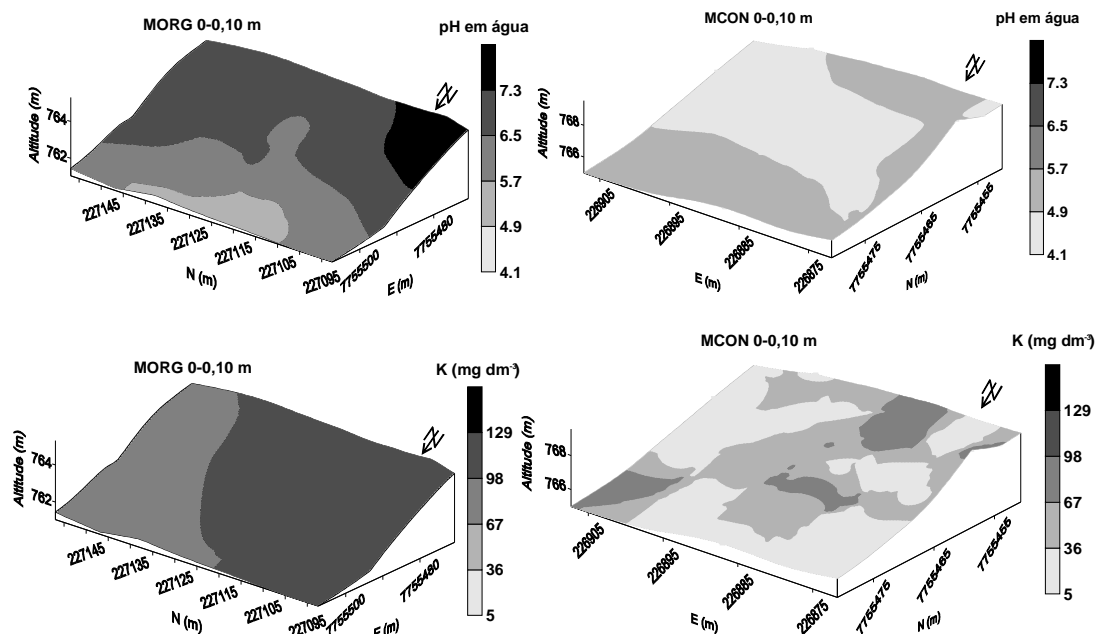 MORG 0-0,10 m
pH em água
7.3
6.5
5.7
4.9
4.1
Altitude (m)
764
762
227145
227135
227125
227115
227105
227095
N (m)
7755500
7755480
E (m)
MCON 0-0,10 m
pH em água
7.3
6.5
5.7
4.9
4.1
Altitude (m)
768
766
226905
226895
226885
226875
E (m)
7755475
7755465
7755455
N (m)
MORG 0-0,10 m
K (mg dm⁻³)
129
98
67
36
5
Altitude (m)
764
762
227145
227135
227125
227115
227105
227095
N (m)
7755500
7755480
E (m)
MCON 0-0,10 m
K (mg dm⁻³)
129
98
67
36
5
Altitude (m)
768
766
226905
226895
226885
226875
E (m)
7755475
7755465
7755455
N (m)